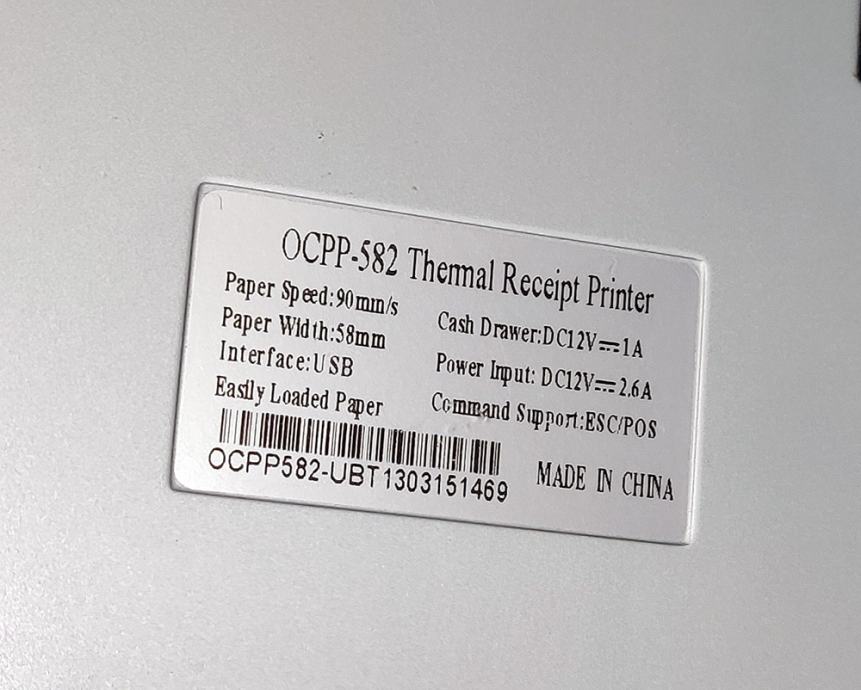 OCPP-582 Thermal Receipt Printer
Paper Speed:90mm/s
Paper Width:58mm
Interface:USB
Easily Loaded Paper
Cash Drawer:DC12V⎓1A
Power Input: DC12V⎓2.6A
Command Support:ESC/POS
OCPP582-UBT1303151469
MADE IN CHINA